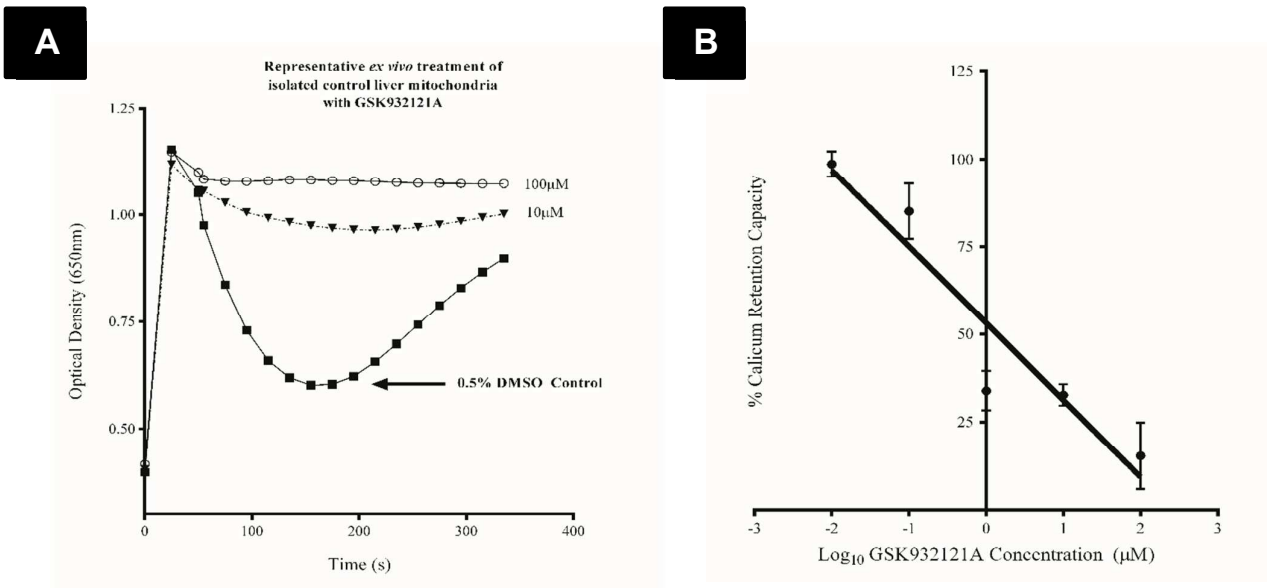 A
Representative ex vivo treatment of
isolated control liver mitochondria
with GSK932121A
1.25
1.00
0.75
0.50
Optical Density (650nm)
100µM
10µM
0.5% DMSO Control
0
100
200
300
400
Time (s)
B
125
100
75
50
25
% Calicum Retention Capacity
-3
-2
-1
0
1
2
3
Log₁₀ GSK932121A Concentration (µM)